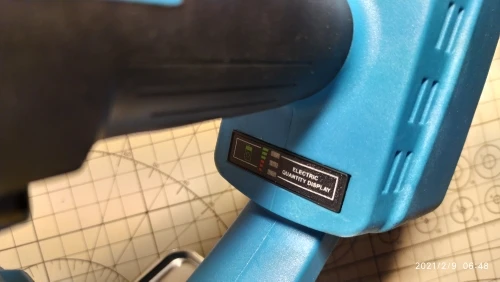 ELECTRIC
QUANTITY DISPLAY
2021/2/9 06:48